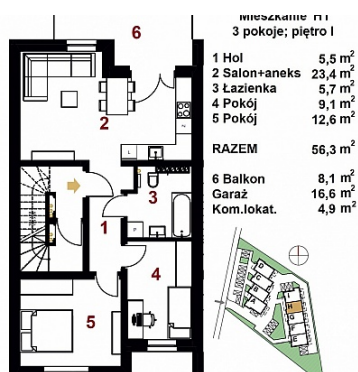 Mieszkanie H1
3 pokoje; piętro I
1 Hol 5,5 m²
2 Salon+aneks 23,4 m²
3 Łazienka 5,7 m²
4 Pokój 9,1 m²
5 Pokój 12,6 m²
RAZEM 56,3 m²
6 Balkon 8,1 m²
Garaż 16,6 m²
Kom.lokat. 4,9 m²
6
2
3
1
4
5
D
C
B
A
I
H
G
F
E